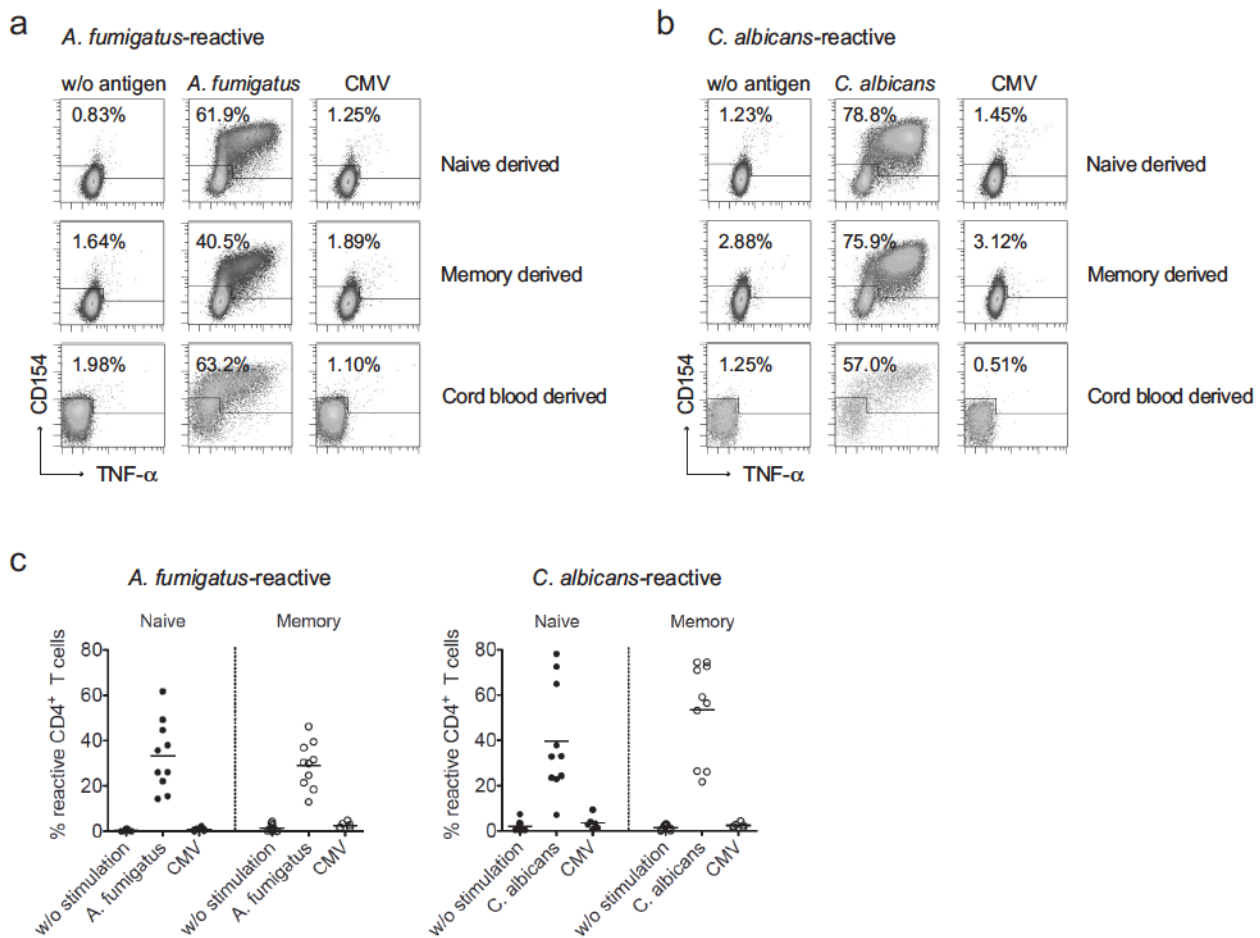 a
A. fumigatus-reactive
w/o antigen A. fumigatus CMV
0.83% 61.9% 1.25%
Naive derived
1.64% 40.5% 1.89%
Memory derived
1.98% 63.2% 1.10%
Cord blood derived
CD154
TNF-α
b
C. albicans-reactive
w/o antigen C. albicans CMV
1.23% 78.8% 1.45%
Naive derived
2.88% 75.9% 3.12%
Memory derived
1.25% 57.0% 0.51%
Cord blood derived
CD154
TNF-α
c
A. fumigatus-reactive
Naive Memory
% reactive CD4+ T cells
80
60
40
20
0
w/o stimulation
A. fumigatus
CMV
w/o stimulation
A. fumigatus
CMV
C. albicans-reactive
Naive Memory
% reactive CD4+ T cells
80
60
40
20
0
w/o stimulation
C. albicans
CMV
w/o stimulation
C. albicans
CMV